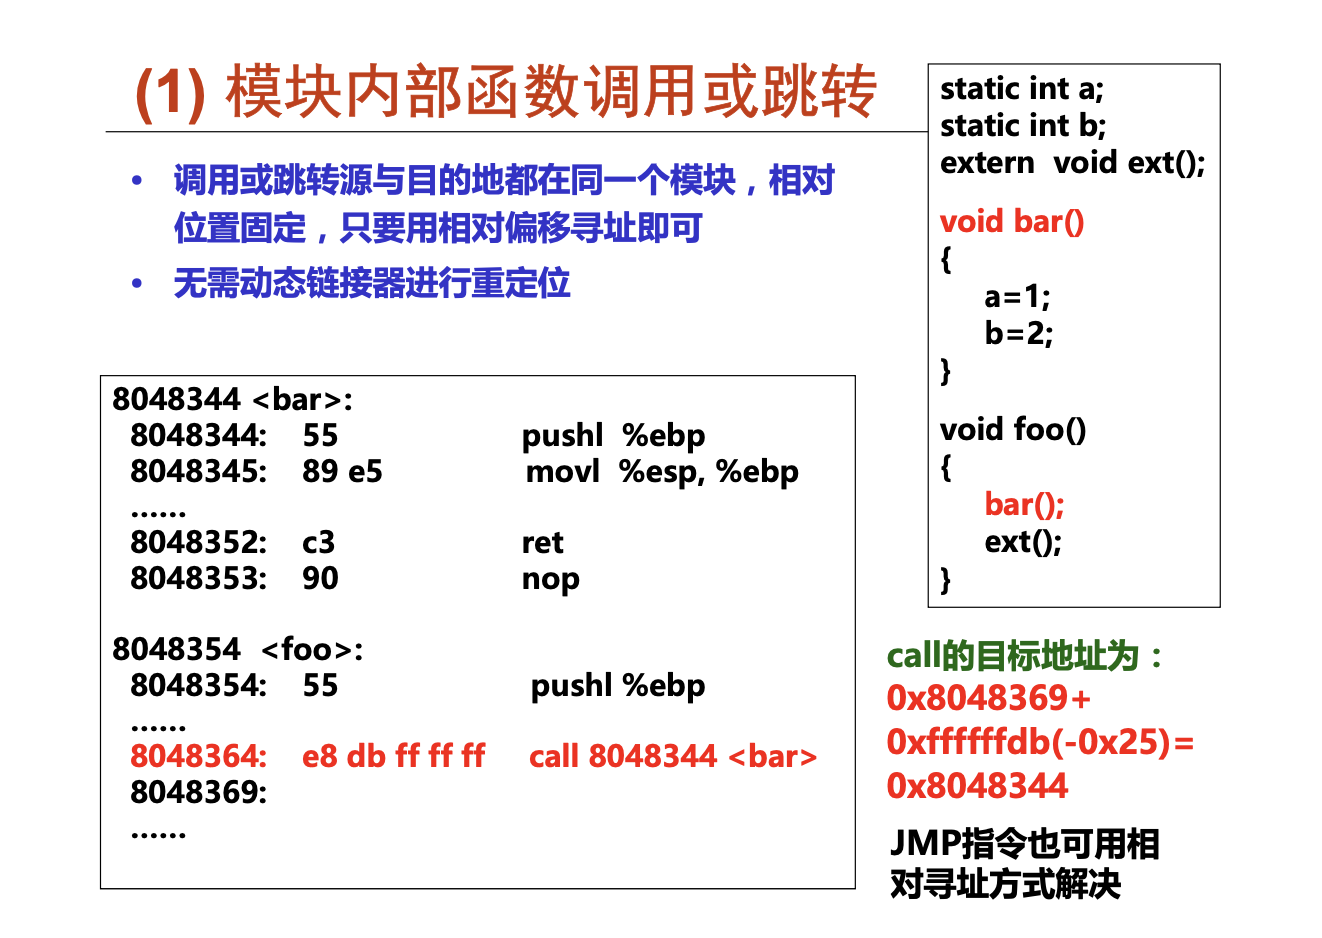 (1) 模块内部函数调用或跳转
• 调用或跳转源与目的地都在同一个模块，相对
位置固定，只要用相对偏移寻址即可
• 无需动态链接器进行重定位
static int a;
static int b;
extern void ext();
void bar()
{
a=1;
b=2;
}
void foo()
{
bar();
ext();
}
8048344 <bar>:
8048344: 55 pushl %ebp
8048345: 89 e5 movl %esp, %ebp
......
8048352: c3 ret
8048353: 90 nop
8048354 <foo>:
8048354: 55 pushl %ebp
......
8048364: e8 db ff ff ff call 8048344 <bar>
8048369:
......
call的目标地址为：
0x8048369+
0xffffffdb(-0x25)=
0x8048344
JMP指令也可用相
对寻址方式解决